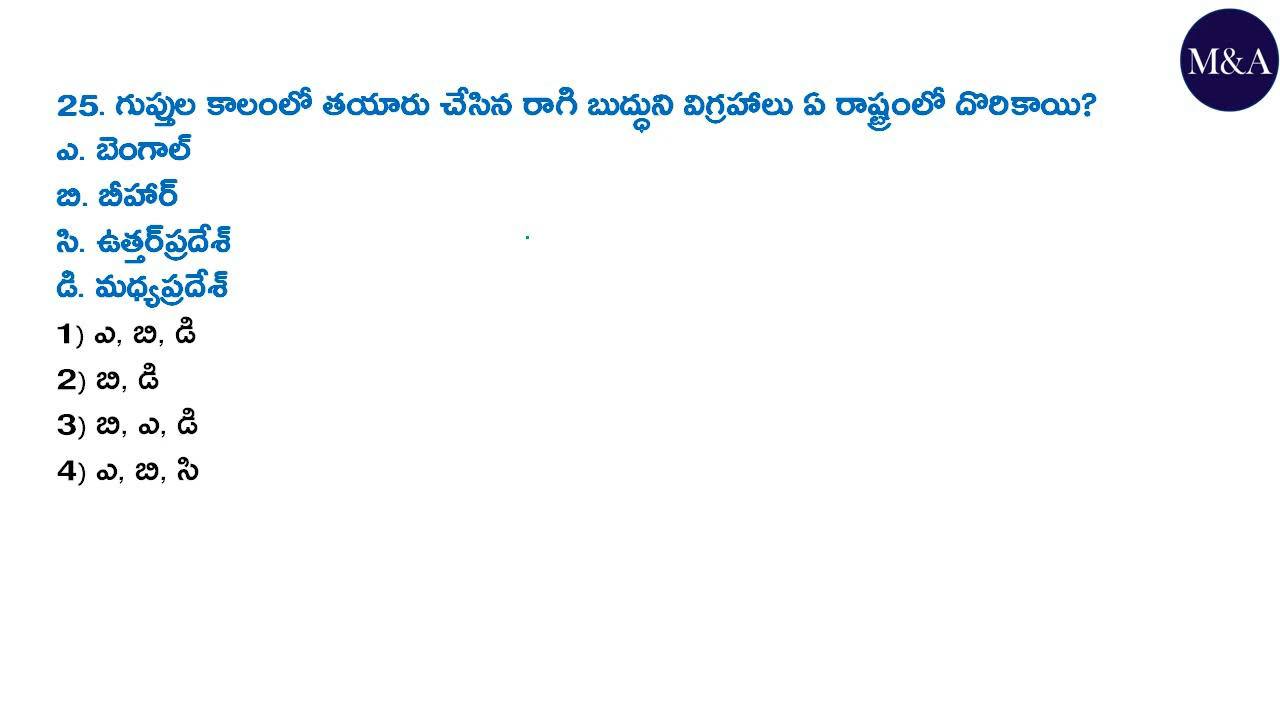 M&A
25. గుప్తుల కాలంలో తయారు చేసిన రాగి బుద్ధుని విగ్రహాలు ఏ రాష్ట్రంలో దొరికాయి?
ఎ. బెంగాల్
బి. బీహార్
సి. ఉత్తర్‌ప్రదేశ్
డి. మధ్యప్రదేశ్
1) ఎ, బి, డి
2) బి, డి
3) బి, ఎ, డి
4) ఎ, బి, సి